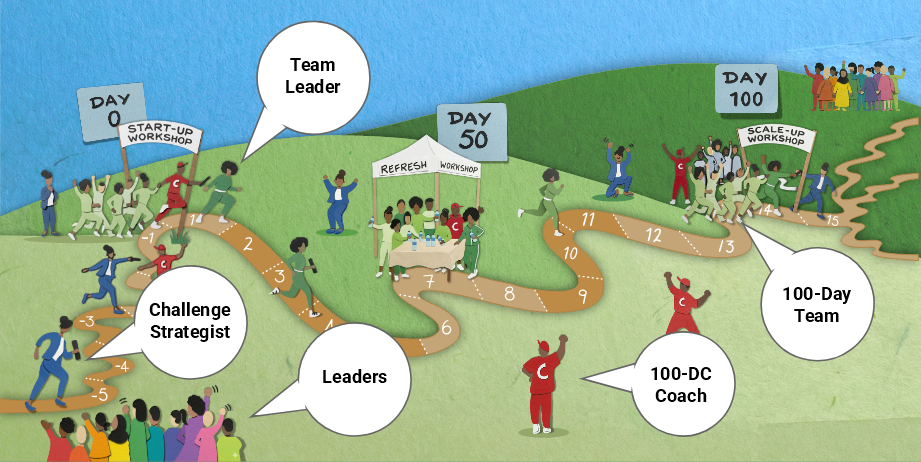 DAY
0
START-UP
WORKSHOP
Team
Leader
DAY
50
REFRESH WORKSHOP
DAY
100
SCALE-UP
WORKSHOP
C
C
C
C
C
C
-1
1
2
3
4
6
7
8
9
10
11
12
13
14
15
-3
-4
-5
Challenge
Strategist
Leaders
100-DC
Coach
100-Day
Team